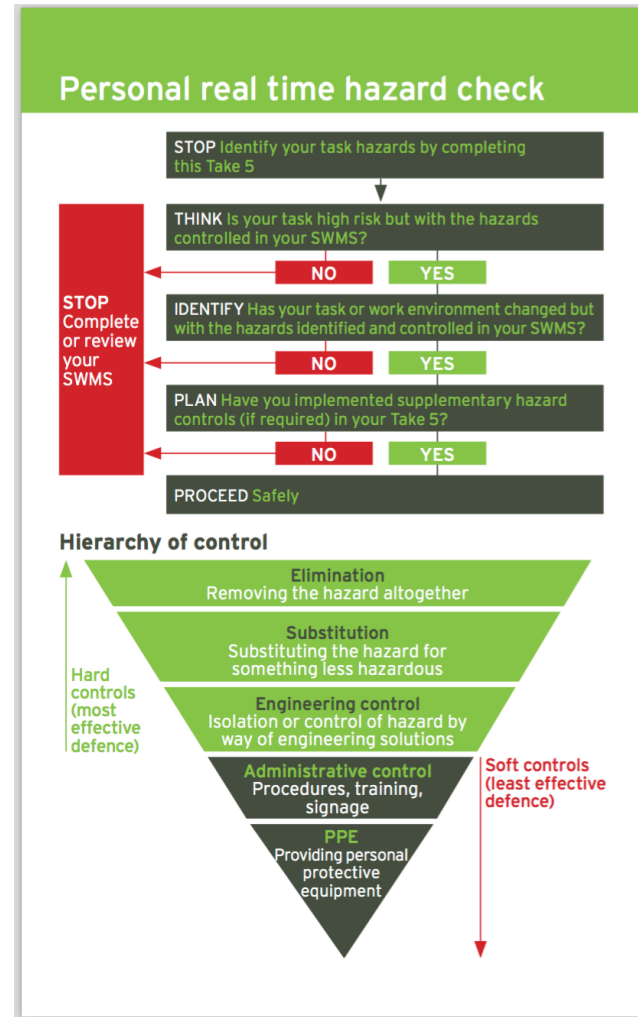 Personal real time hazard check
STOP Identify your task hazards by completing
this Take 5
THINK Is your task high risk but with the hazards
controlled in your SWMS?
NO
YES
STOP
Complete
or review
your
SWMS
IDENTIFY Has your task or work environment changed but
with the hazards identified and controlled in your SWMS?
NO
YES
PLAN Have you implemented supplementary hazard
controls (if required) in your Take 5?
NO
YES
PROCEED Safely
Hierarchy of control
Elimination
Removing the hazard altogether
Substitution
Substituting the hazard for
something less hazardous
Hard
controls
(most
effective
defence)
Engineering control
Isolation or control of hazard by
way of engineering solutions
Administrative control
Procedures, training,
signage
Soft controls
(least effective
defence)
PPE
Providing personal
protective
equipment